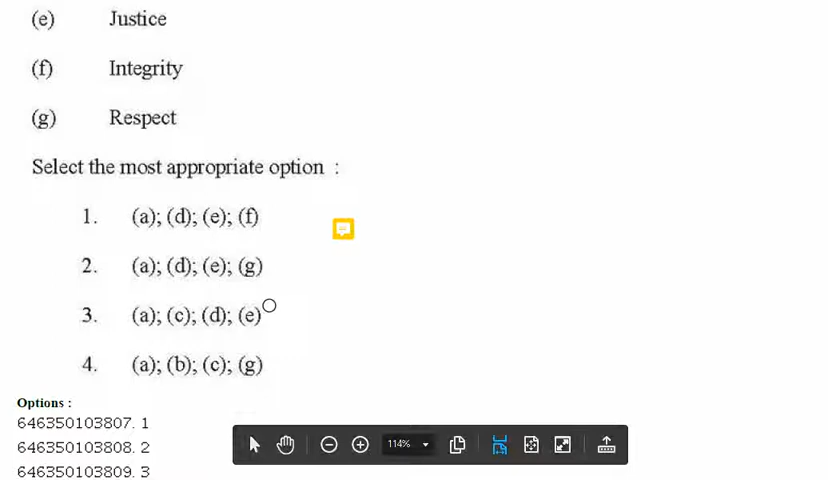 (e) Justice
(f) Integrity
(g) Respect
Select the most appropriate option :
1. (a); (d); (e); (f)
2. (a); (d); (e); (g)
3. (a); (c); (d); (e)
4. (a); (b); (c); (g)
Options :
646350103807. 1
646350103808. 2
114%
646350103809. 3